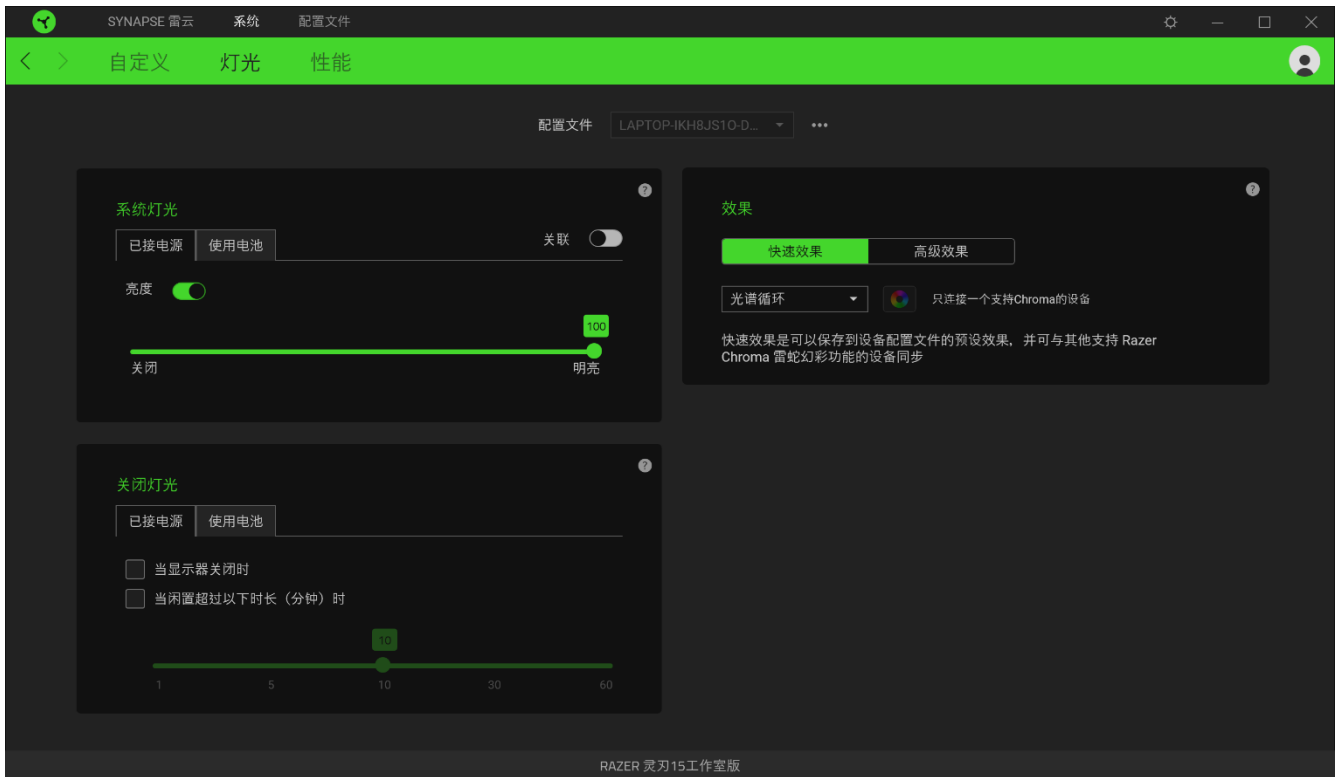 SYNAPSE 雷云 系统 配置文件
自定义 灯光 性能
配置文件 LAPTOP-IKH8JS1O-D...
系统灯光
已接电源 使用电池 关联
亮度
100
关闭 明亮
效果
快速效果 高级效果
光谱循环 只连接一个支持Chroma的设备
快速效果是可以保存到设备配置文件的预设效果，并可与其他支持 Razer
Chroma 雷蛇幻彩功能的设备同步
关闭灯光
已接电源 使用电池
当显示器关闭时
当闲置超过以下时长（分钟）时
10
1 5 10 30 60
RAZER 灵刃15工作室版